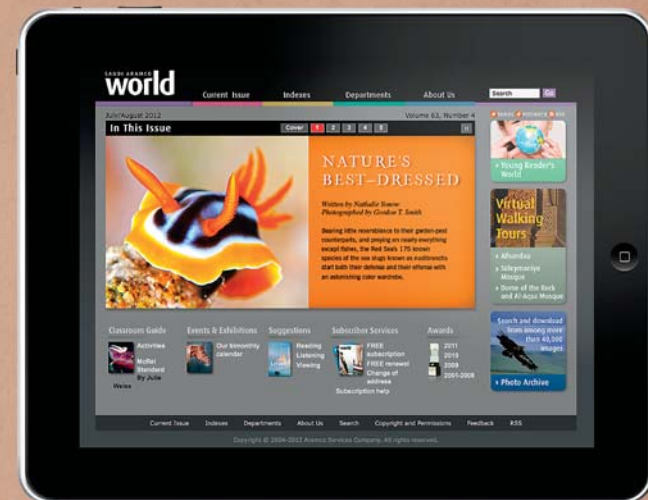 SAUDI ARAMCO
world
Current Issue
Indexes
Departments
About Us
Search
Go
July/August 2012
Volume 63, Number 4
EMAIL
RSS
In This Issue
Cover 1 2 3 4 5
NATURE'S
BEST–DRESSED
Written by Nathalie
Photographed by Gordon T. Smith
Bearing little resemblance to their garden-pest
counterparts, and preying on nearly everything
except fishes, the Red Sea's 175 known
species of the sea slugs known as nudibranchs
start both their defense and their offense with
an astonishing color wardrobe.
Young Reader's
World
Virtual
Walking
Tours
Alhambra
Süleymaniye
Mosque
Dome of the Rock
and Al-Aqsa Mosque
Search and download
from among more
than 40,000
images
Photo Archive
Classroom Guide
Activities
McRel
Standard
By Julie
Weiss
Events & Exhibitions
Our bimonthly
calendar
Suggestions
Reading
Listening
Viewing
Subscriber Services
FREE
subscription
FREE renewal
Change of
address
Subscription help
Awards
2011
2010
2009
2001-2008
Current Issue Indexes Departments About Us Search Copyright and Permissions Feedback RSS
Copyright © 2004-2012 Aramco Services Company. All rights reserved.